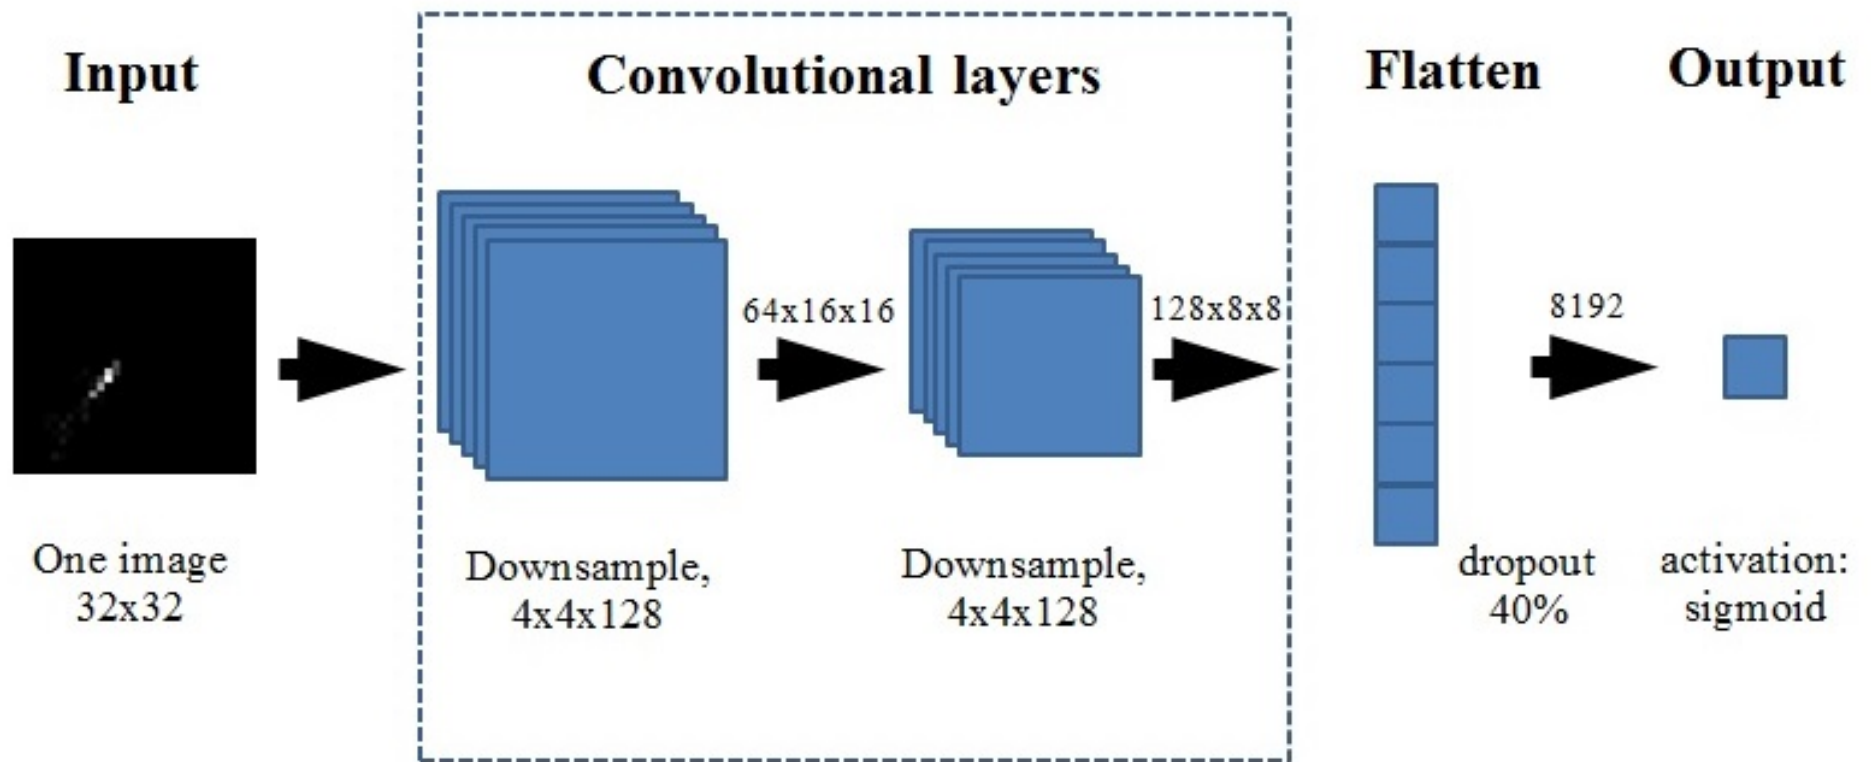 Input
One image
32x32
Convolutional layers
Downsample,
4x4x128
64x16x16
Downsample,
4x4x128
128x8x8
Flatten
8192
dropout
40%
Output
activation:
sigmoid